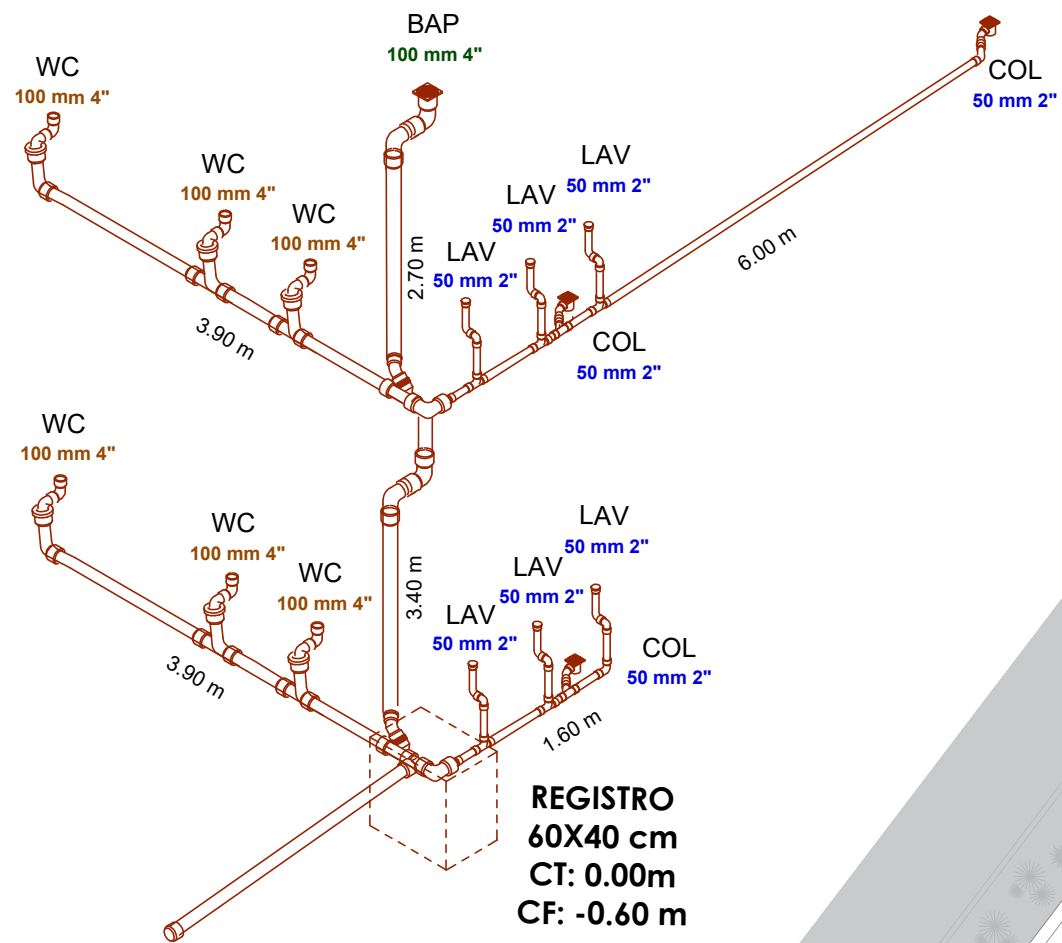 BAP
100 mm 4"
WC
100 mm 4"
COL
50 mm 2"
WC
100 mm 4"
LAV
50 mm 2"
LAV
50 mm 2"
WC
100 mm 4"
LAV
50 mm 2"
2.70 m
6.00 m
3.90 m
COL
50 mm 2"
WC
100 mm 4"
WC
100 mm 4"
LAV
50 mm 2"
WC
100 mm 4"
LAV
50 mm 2"
3.40 m
LAV
50 mm 2"
COL
50 mm 2"
3.90 m
1.60 m
REGISTRO
60X40 cm
CT: 0.00m
CF: -0.60 m